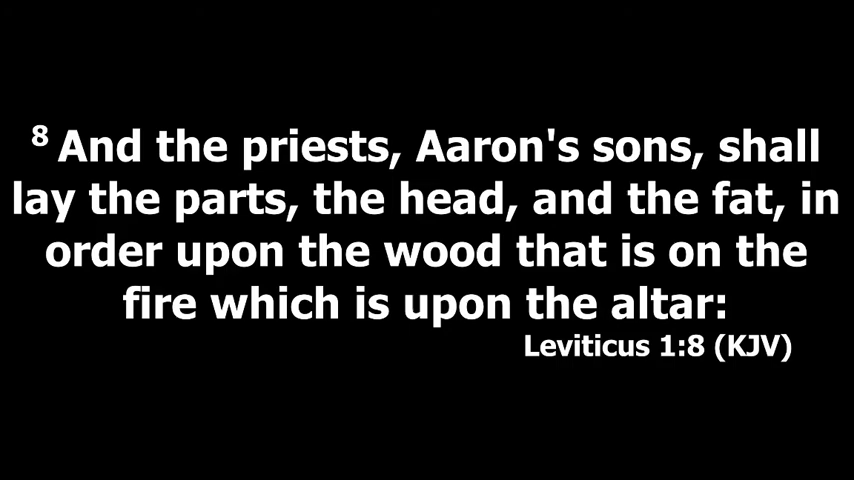 ⁸ And the priests, Aaron's sons, shall
lay the parts, the head, and the fat, in
order upon the wood that is on the
fire which is upon the altar:
Leviticus 1:8 (KJV)